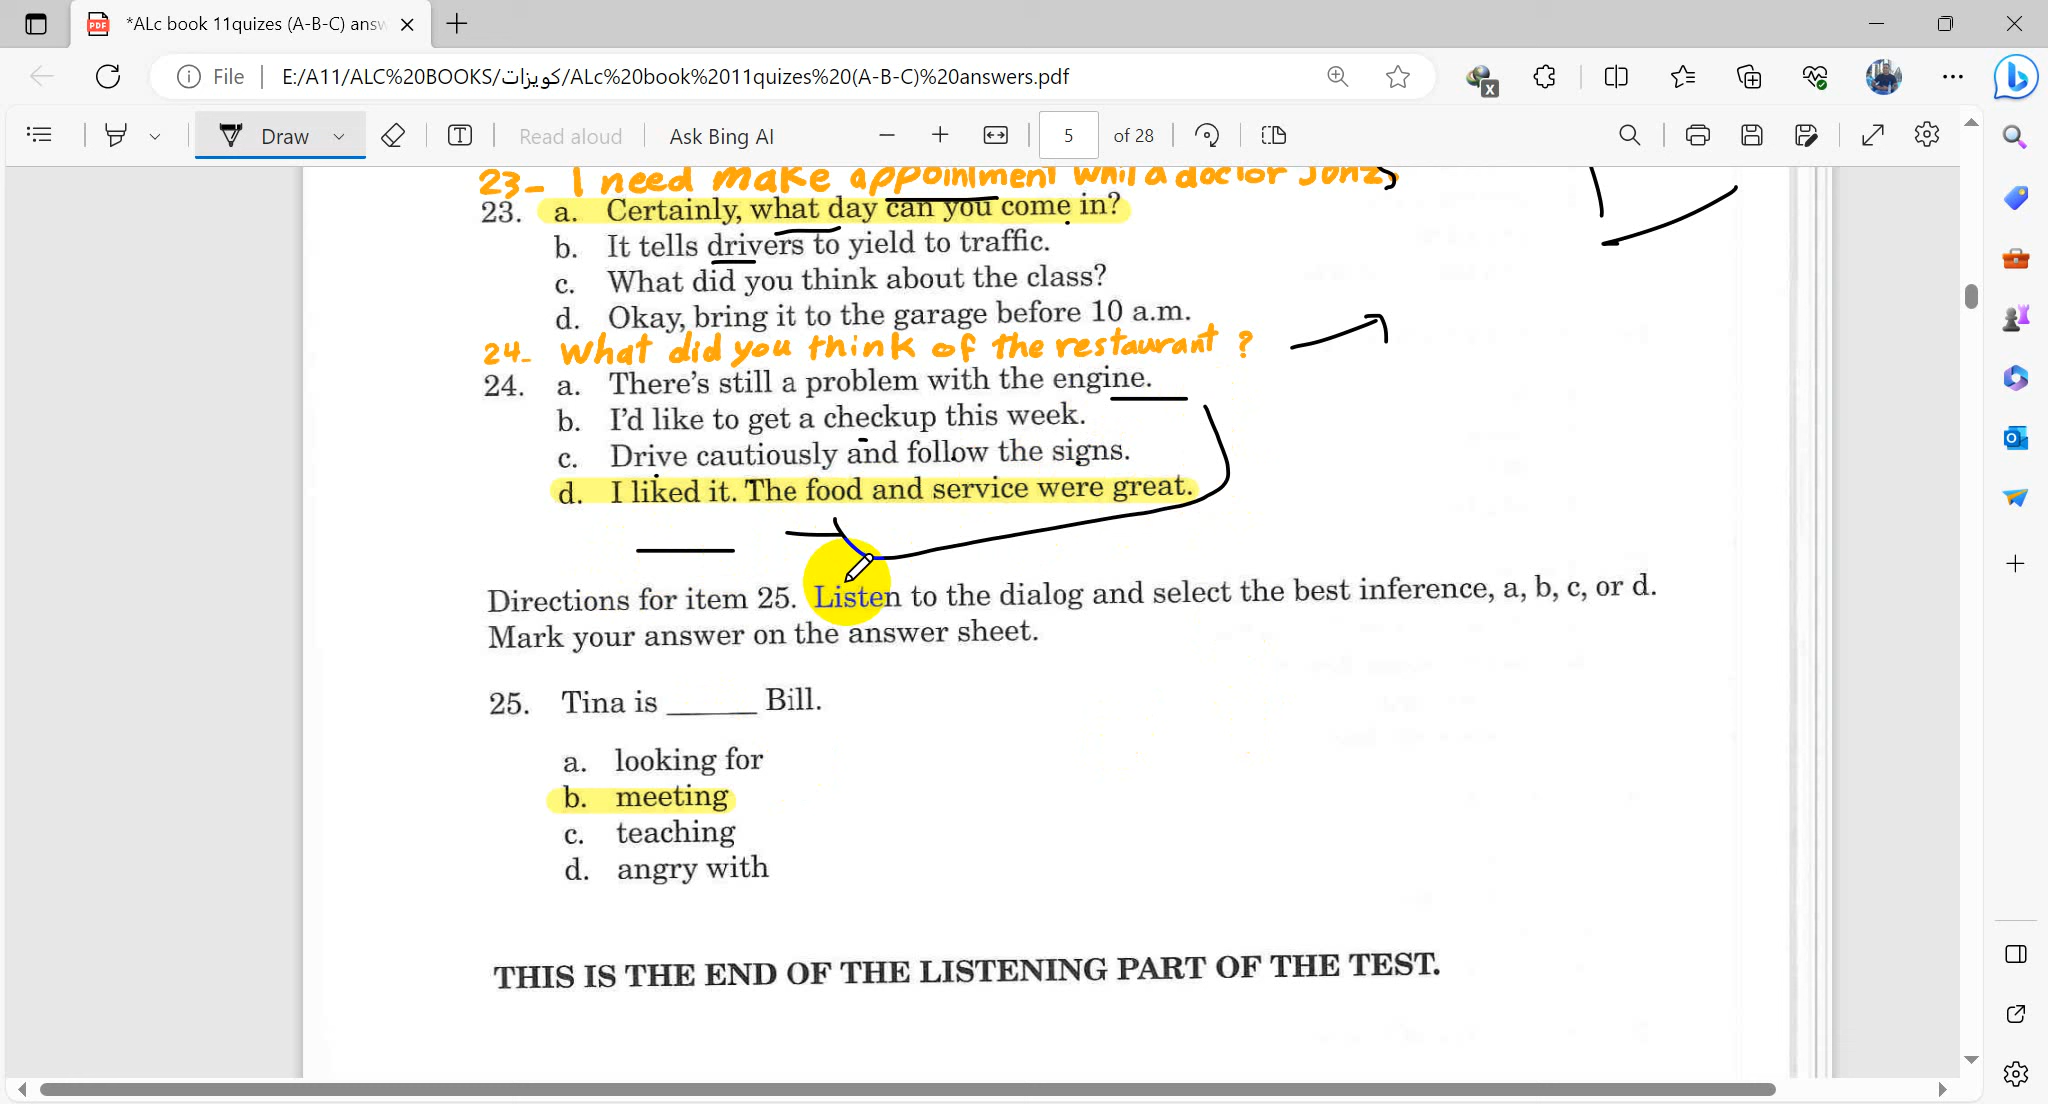 *ALc book 11quizes (A-B-C) answ
File
E:/A11/ALC%20BOOKS/كويزات/ALc%20book%2011quizes%20(A-B-C)%20answers.pdf
Draw
Read aloud
Ask Bing AI
5
of 28
23- I need make appoinlment whil a doctor Jonz,
23. a. Certainly, what day can you come in?
b. It tells drivers to yield to traffic.
c. What did you think about the class?
d. Okay, bring it to the garage before 10 a.m.
24- What did you think of the restaurant ?
24. a. There's still a problem with the engine.
b. I'd like to get a checkup this week.
c. Drive cautiously and follow the signs.
d. I liked it. The food and service were great.
Directions for item 25. Listen to the dialog and select the best inference, a, b, c, or d.
Mark your answer on the answer sheet.
25. Tina is ______ Bill.
a. looking for
b. meeting
c. teaching
d. angry with
THIS IS THE END OF THE LISTENING PART OF THE TEST.